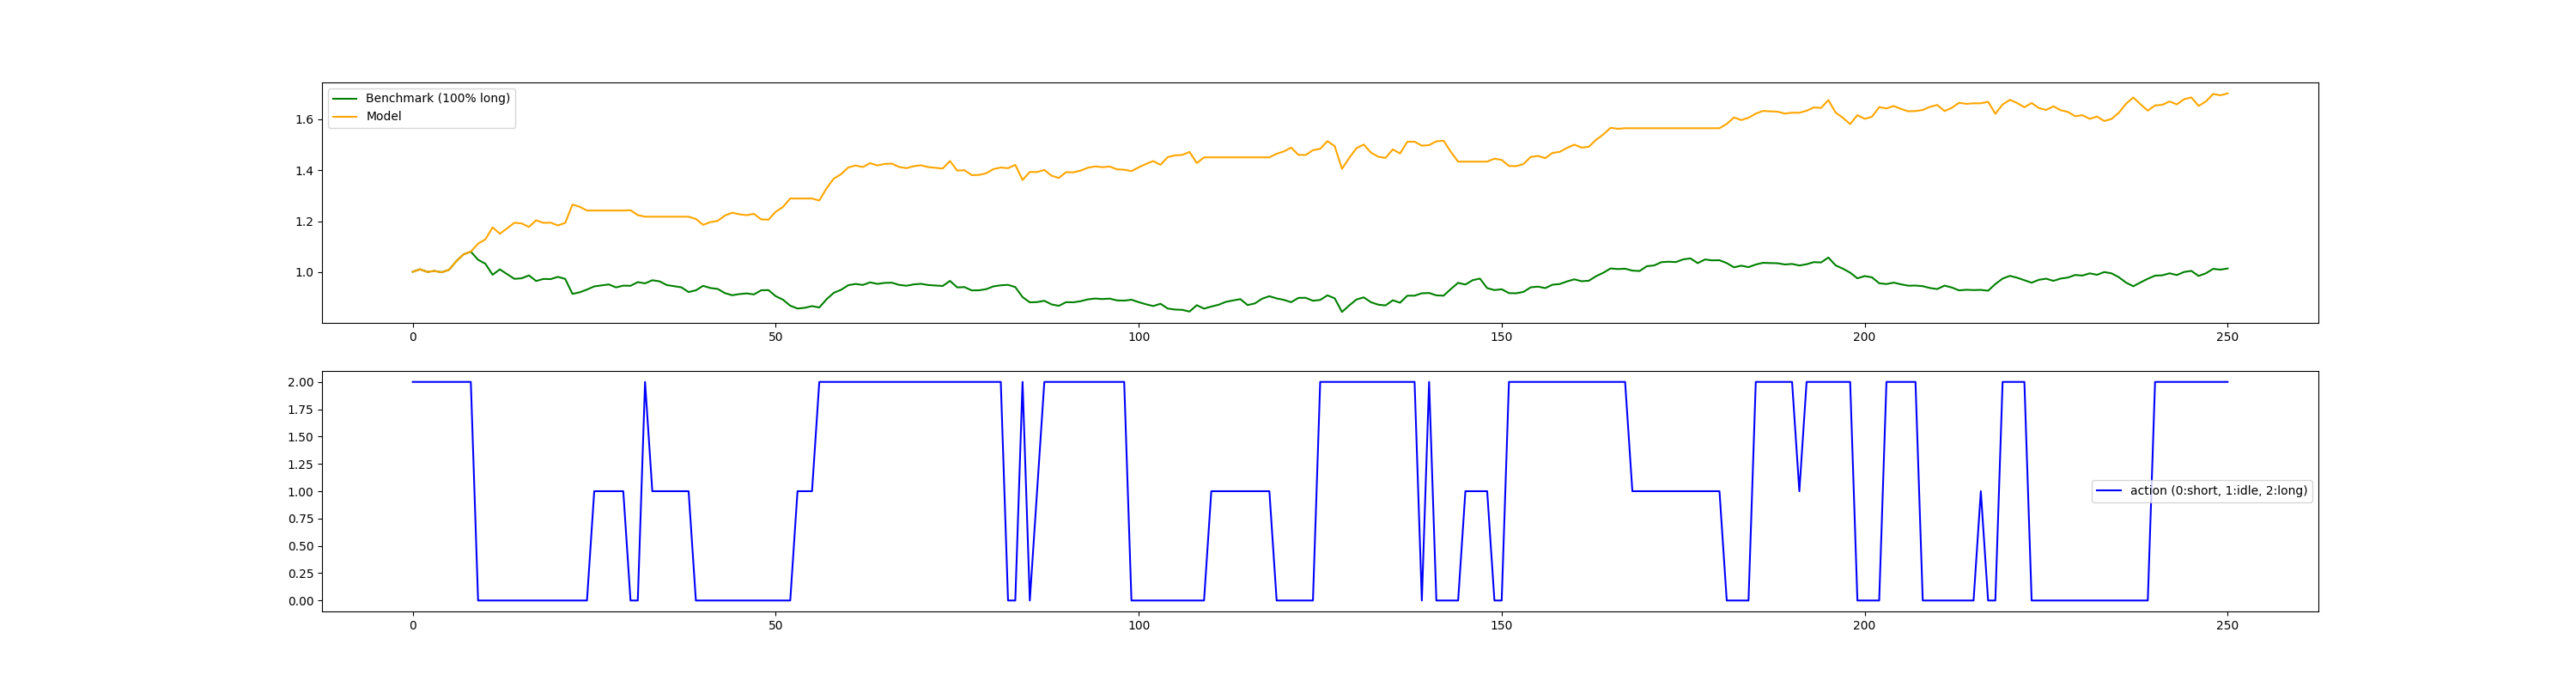 Benchmark (100% long)
Model
1.6
1.4
1.2
1.0
0 50 100 150 200 250
2.00
1.75
1.50
1.25
1.00
0.75
0.50
0.25
0.00
action (0:short, 1:idle, 2:long)
0 50 100 150 200 250